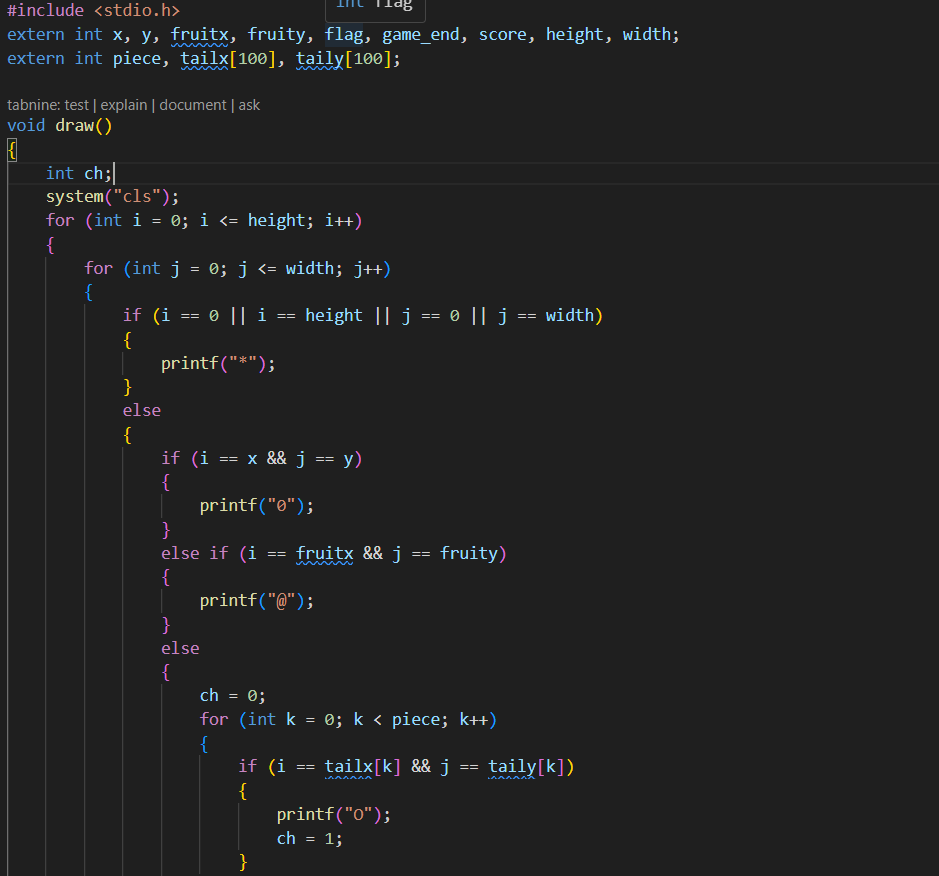 #include <stdio.h>
int flag
extern int x, y, fruitx, fruity, flag, game_end, score, height, width;
extern int piece, tailx[100], taily[100];
tabnine: test | explain | document | ask
void draw()
{
    int ch;
    system("cls");
    for (int i = 0; i <= height; i++)
    {
        for (int j = 0; j <= width; j++)
        {
            if (i == 0 || i == height || j == 0 || j == width)
            {
                printf("*");
            }
            else
            {
                if (i == x && j == y)
                {
                    printf("0");
                }
                else if (i == fruitx && j == fruity)
                {
                    printf("@");
                }
                else
                {
                    ch = 0;
                    for (int k = 0; k < piece; k++)
                    {
                        if (i == tailx[k] && j == taily[k])
                        {
                            printf("O");
                            ch = 1;
                        }